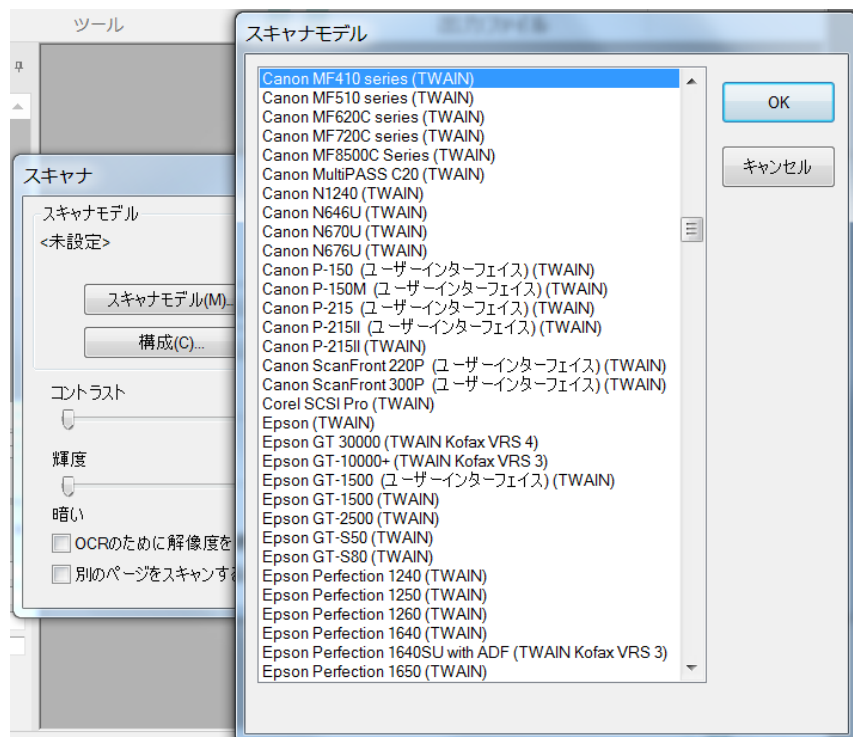 ツール
スキャナ
スキャナモデル
<未設定>
スキャナモデル(M)...
構成(C)...
コントラスト
輝度
暗い
OCRのために解像度を
別のページをスキャンする
スキャナモデル
Canon MF410 series (TWAIN)
Canon MF510 series (TWAIN)
Canon MF620C series (TWAIN)
Canon MF720C series (TWAIN)
Canon MF8500C Series (TWAIN)
Canon MultiPASS C20 (TWAIN)
Canon N1240 (TWAIN)
Canon N646U (TWAIN)
Canon N670U (TWAIN)
Canon N676U (TWAIN)
Canon P-150 (ユーザーインターフェイス) (TWAIN)
Canon P-150M (ユーザーインターフェイス) (TWAIN)
Canon P-215 (ユーザーインターフェイス) (TWAIN)
Canon P-215II (ユーザーインターフェイス) (TWAIN)
Canon P-215II (TWAIN)
Canon ScanFront 220P (ユーザーインターフェイス) (TWAIN)
Canon ScanFront 300P (ユーザーインターフェイス) (TWAIN)
Corel SCSI Pro (TWAIN)
Epson (TWAIN)
Epson GT 30000 (TWAIN Kofax VRS 4)
Epson GT-10000+ (TWAIN Kofax VRS 3)
Epson GT-1500 (ユーザーインターフェイス) (TWAIN)
Epson GT-1500 (TWAIN)
Epson GT-2500 (TWAIN)
Epson GT-S50 (TWAIN)
Epson GT-S80 (TWAIN)
Epson Perfection 1240 (TWAIN)
Epson Perfection 1250 (TWAIN)
Epson Perfection 1260 (TWAIN)
Epson Perfection 1640 (TWAIN)
Epson Perfection 1640SU with ADF (TWAIN Kofax VRS 3)
Epson Perfection 1650 (TWAIN)
OK
キャンセル